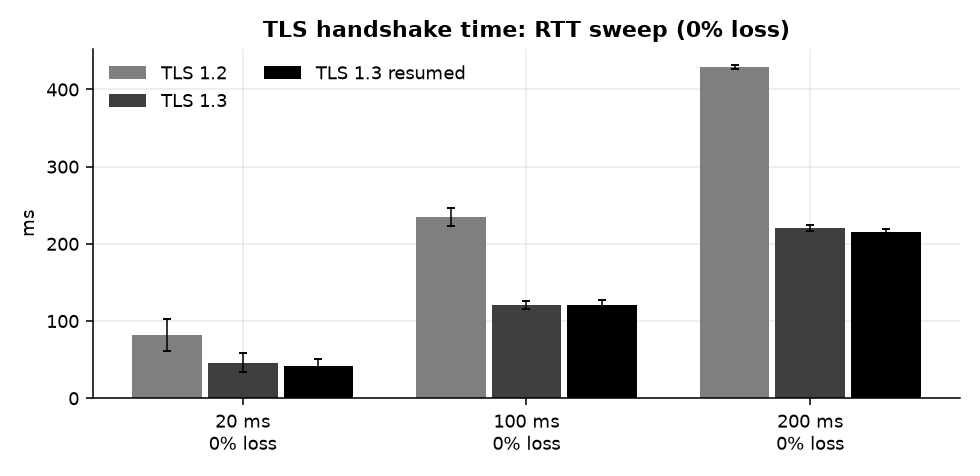 TLS handshake time: RTT sweep (0% loss)
TLS 1.2
TLS 1.3
TLS 1.3 resumed
ms
400
300
200
100
0
20 ms
0% loss
100 ms
0% loss
200 ms
0% loss